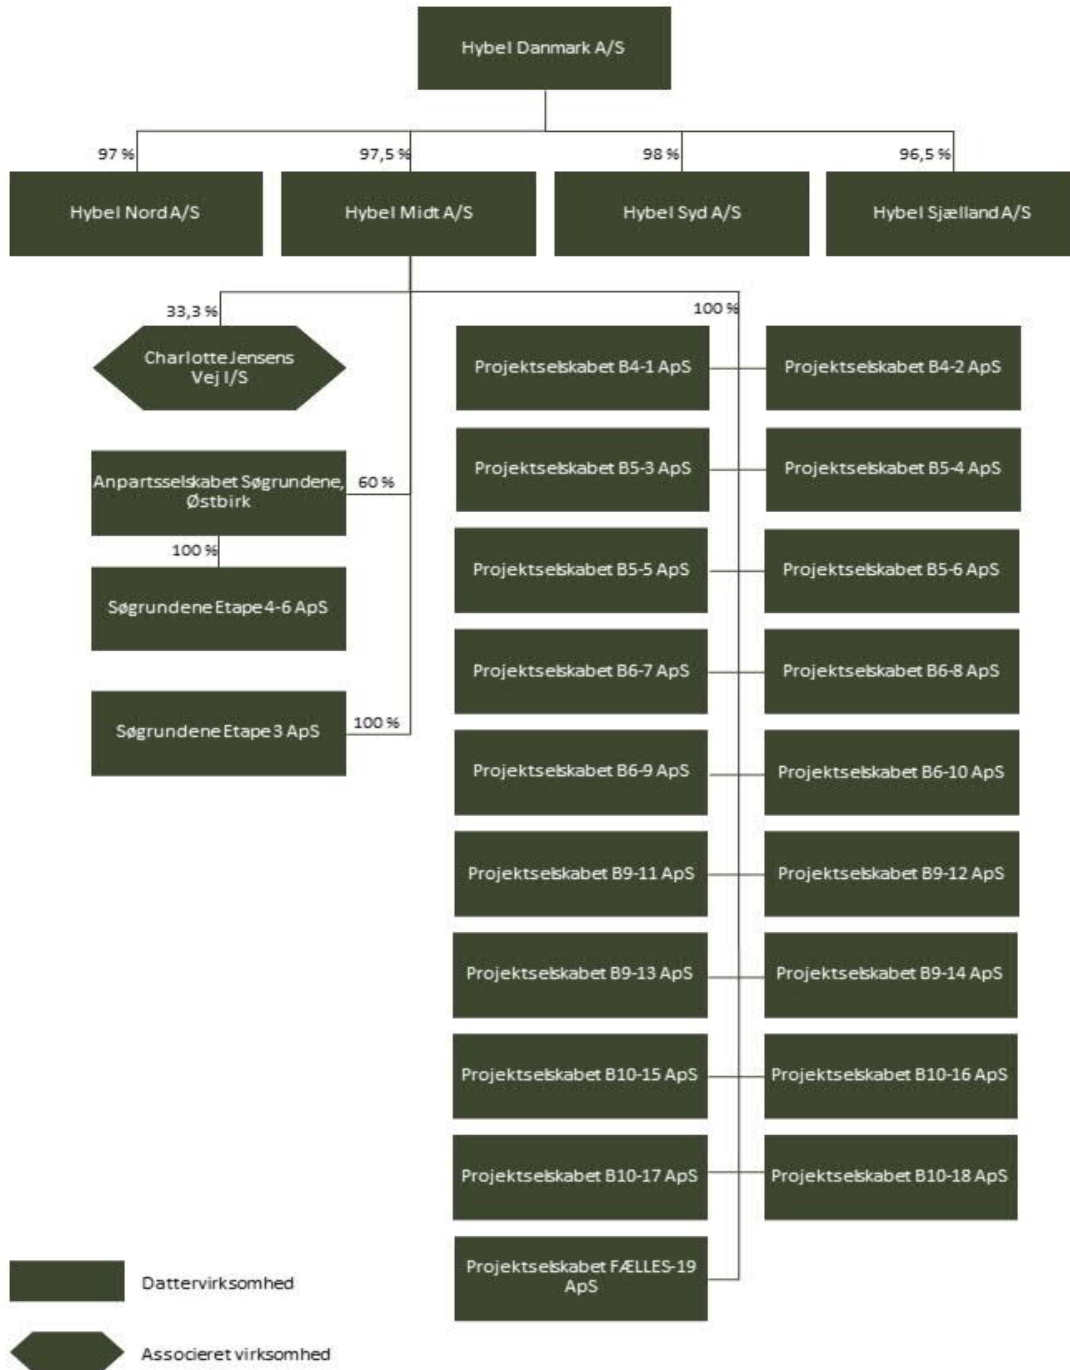 Hybel Danmark A/S
97 %
97,5 %
98 %
96,5 %
Hybel Nord A/S
Hybel Midt A/S
Hybel Syd A/S
Hybel Sjælland A/S
33,3 %
100 %
Charlotte Jensens
Vej I/S
Anpartsselskabet Søgrundene,
Østbirk
60 %
100 %
Søgrundene Etape 4-6 ApS
Søgrundene Etape 3 ApS
100 %
Projektselskabet B4-1 ApS
Projektselskabet B4-2 ApS
Projektselskabet B5-3 ApS
Projektselskabet B5-4 ApS
Projektselskabet B5-5 ApS
Projektselskabet B5-6 ApS
Projektselskabet B6-7 ApS
Projektselskabet B6-8 ApS
Projektselskabet B6-9 ApS
Projektselskabet B6-10 ApS
Projektselskabet B9-11 ApS
Projektselskabet B9-12 ApS
Projektselskabet B9-13 ApS
Projektselskabet B9-14 ApS
Projektselskabet B10-15 ApS
Projektselskabet B10-16 ApS
Projektselskabet B10-17 ApS
Projektselskabet B10-18 ApS
Projektselskabet FÆLLES-19
ApS
Dattervirksomhed
Associeret virksomhed